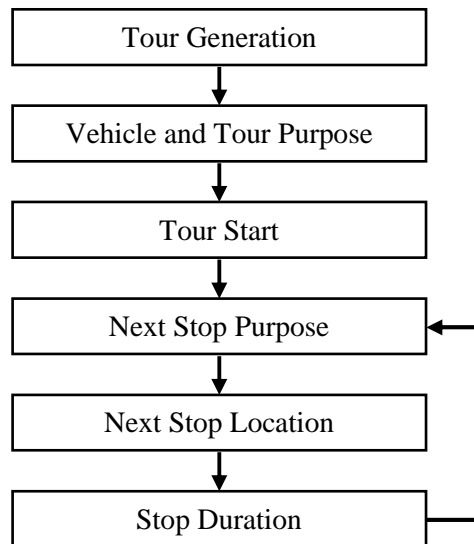 Tour Generation
Vehicle and Tour Purpose
Tour Start
Next Stop Purpose
Next Stop Location
Stop Duration